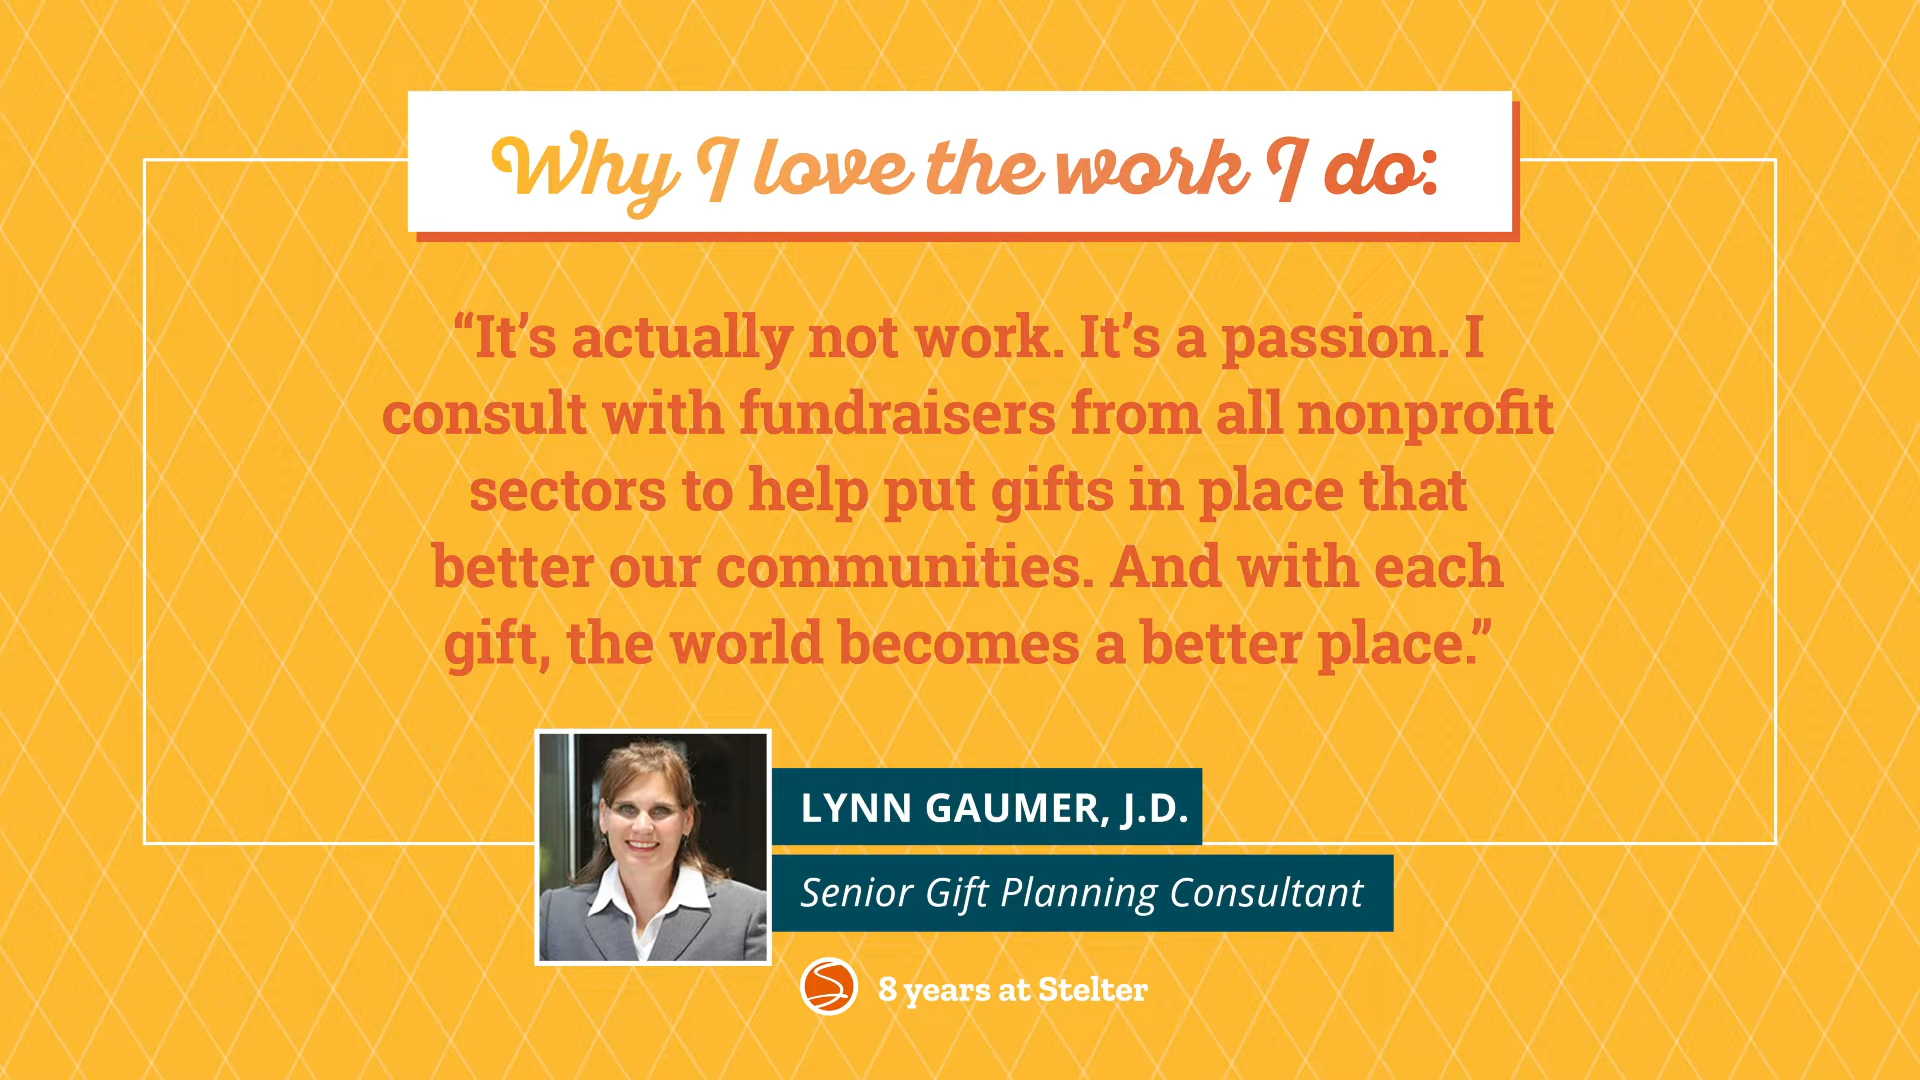 Why I love the work I do:
“It’s actually not work. It’s a passion. I
consult with fundraisers from all nonprofit
sectors to help put gifts in place that
better our communities. And with each
gift, the world becomes a better place.”
LYNN GAUMER, J.D.
Senior Gift Planning Consultant
8 years at Stelter